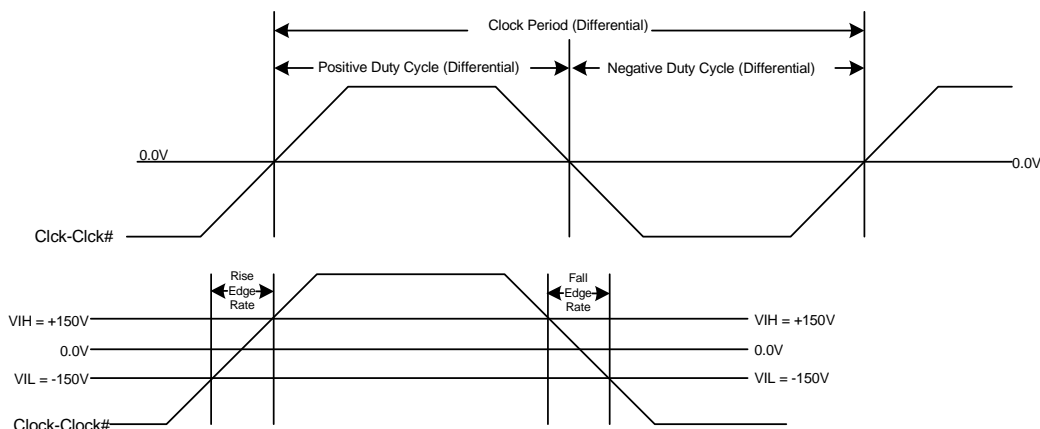 Clock Period (Differential)
Positive Duty Cycle (Differential)
Negative Duty Cycle (Differential)
0.0V
0.0V
Clck-Clck#
Rise
Edge
Rate
Fall
Edge
Rate
VIH = +150V
VIH = +150V
0.0V
0.0V
VIL = -150V
VIL = -150V
Clock-Clock#